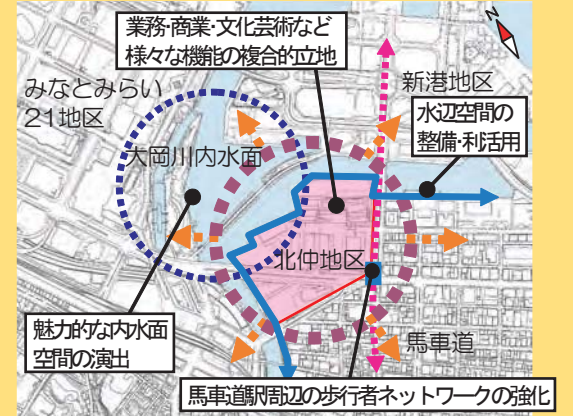 業務・商業・文化芸術など
様々な機能の複合的立地
N
みなとみらい
21地区
新港地区
水辺空間の
整備・利活用
大岡川内水面
北仲地区
魅力的な内水面
空間の演出
馬車道
馬車道駅周辺の歩行者ネットワークの強化